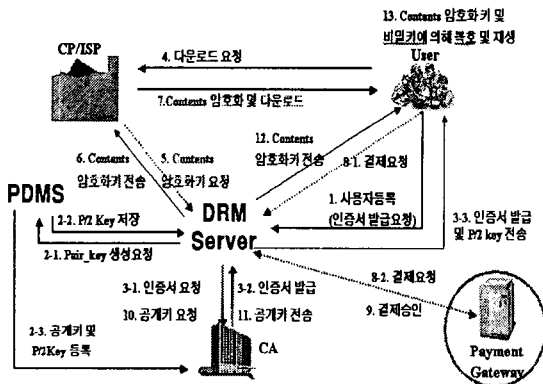 13. Contents 암호화 키 및
비밀키에 의해 복호 및 재생
CP/ISP
4. 다운로드 요청
User
7.Contents 암호화 및 다운로드
6. Contents
암호화키 전송
5. Contents
암호화키 요청
12. Contents
암호화키 전송
8-1. 결제요청
PDMS
DRM
Server
1. 사용자등록
(인증서 발급요청)
2-2. P/2 Key 저장
2-1. Pair_key 생성요청
3-3. 인증서 발급
및 P/2 key 전송
3-1. 인증서 요청
3-2. 인증서 발급
8-2. 결제요청
10. 공개키 요청
11. 공개키 전송
9. 결제승인
2-3. 공개키 및
P/2Key 등록
CA
Payment
Gateway